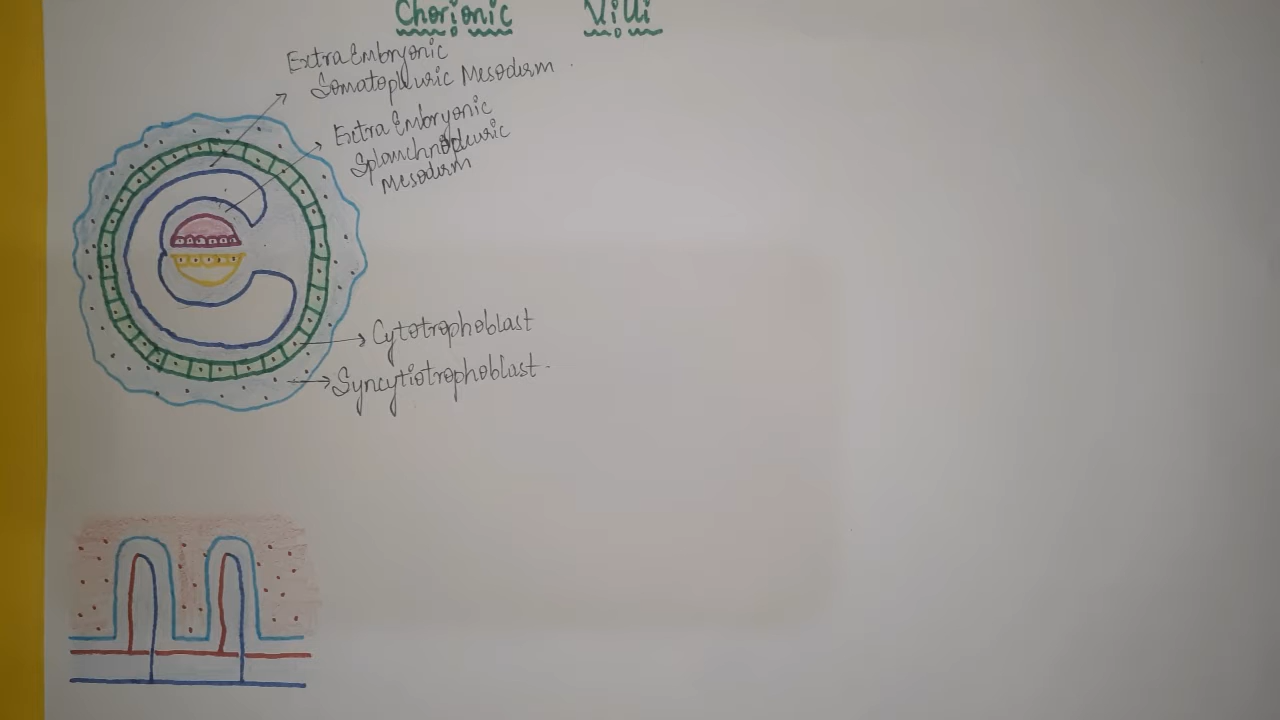 Chorionic Villi
Extra Embryonic
Somatopleuric Mesoderm
Extra Embryonic
Splanchnopleuric
Mesoderm
Cytotrophoblast
Syncytiotrophoblast